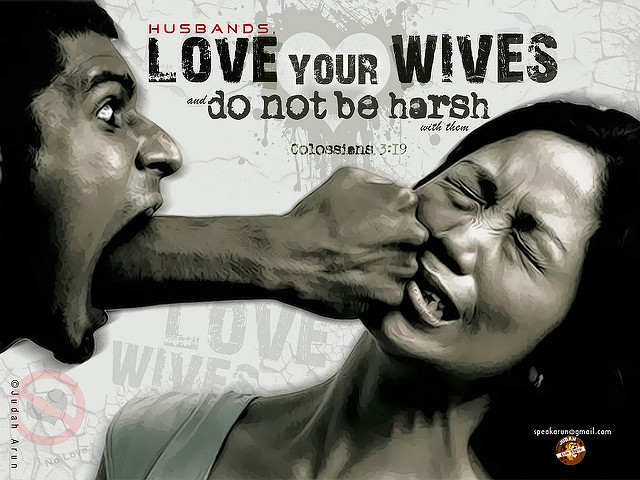 HUSBANDS,
LOVE YOUR WIVES
and do not be harsh
with them
Colossians 3:19
LOVE
WIVES
©Judah Arun
No Love
speakarun@gmail.com
JUDAH